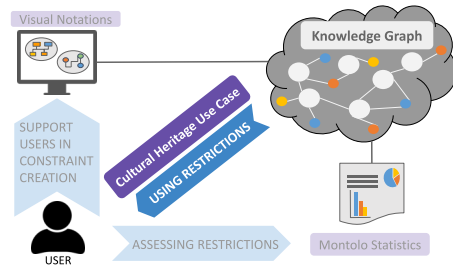 Visual Notations
Knowledge Graph
Cultural Heritage Use Case
USING RESTRICTIONS
SUPPORT
USERS IN
CONSTRAINT
CREATION
USER
ASSESSING RESTRICTIONS
Montolo Statistics